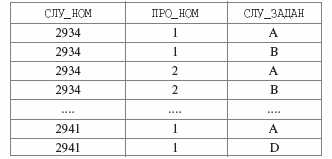 СЛУ_НОМ ПРО_НОМ СЛУ_ЗАДАН
2934 1 A
2934 1 B
2934 2 A
2934 2 B
.... .... ....
2941 1 A
2941 1 D